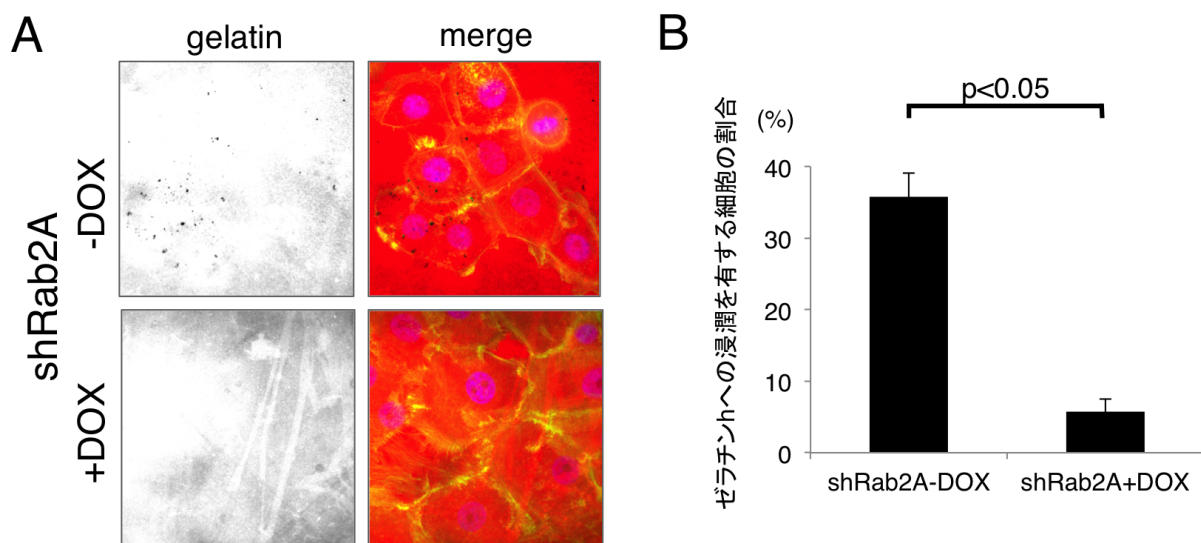 A
gelatin
merge
shRab2A
-DOX
+DOX
B
ゼラチンhへの浸潤を有する細胞の割合
(%)
p<0.05
40
30
20
10
0
shRab2A-DOX
shRab2A+DOX